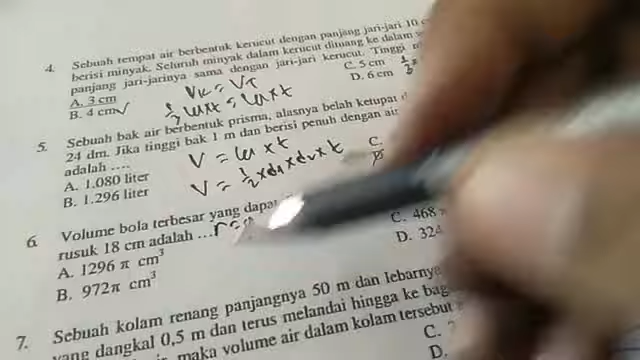 4. Sebuah tempat air berbentuk kerucut dengan panjang jari-jari 10
berisi minyak. Seluruh minyak dalam kerucut dituang ke dalam
panjang jari-jarinya sama dengan jari-jari kerucut. Tinggi
A. 3 cm
B. 4 cm
C. 5 cm
D. 6 cm
5. Sebuah bak air berbentuk prisma, alasnya belah ketupat
24 dm. Jika tinggi bak 1 m dan berisi penuh dengan air
adalah ....
A. 1.080 liter
B. 1.296 liter
C.
V = La x t
V = 1/2 x d1 x d2 x t
6. Volume bola terbesar yang dapat
rusuk 18 cm adalah ...
A. 1296 π cm³
B. 972π cm³
C. 468
D. 324
7. Sebuah kolam renang panjangnya 50 m dan lebarnya
yang dangkal 0,5 m dan terus melandai hingga ke bag
maka volume air dalam kolam tersebut
C.
D.